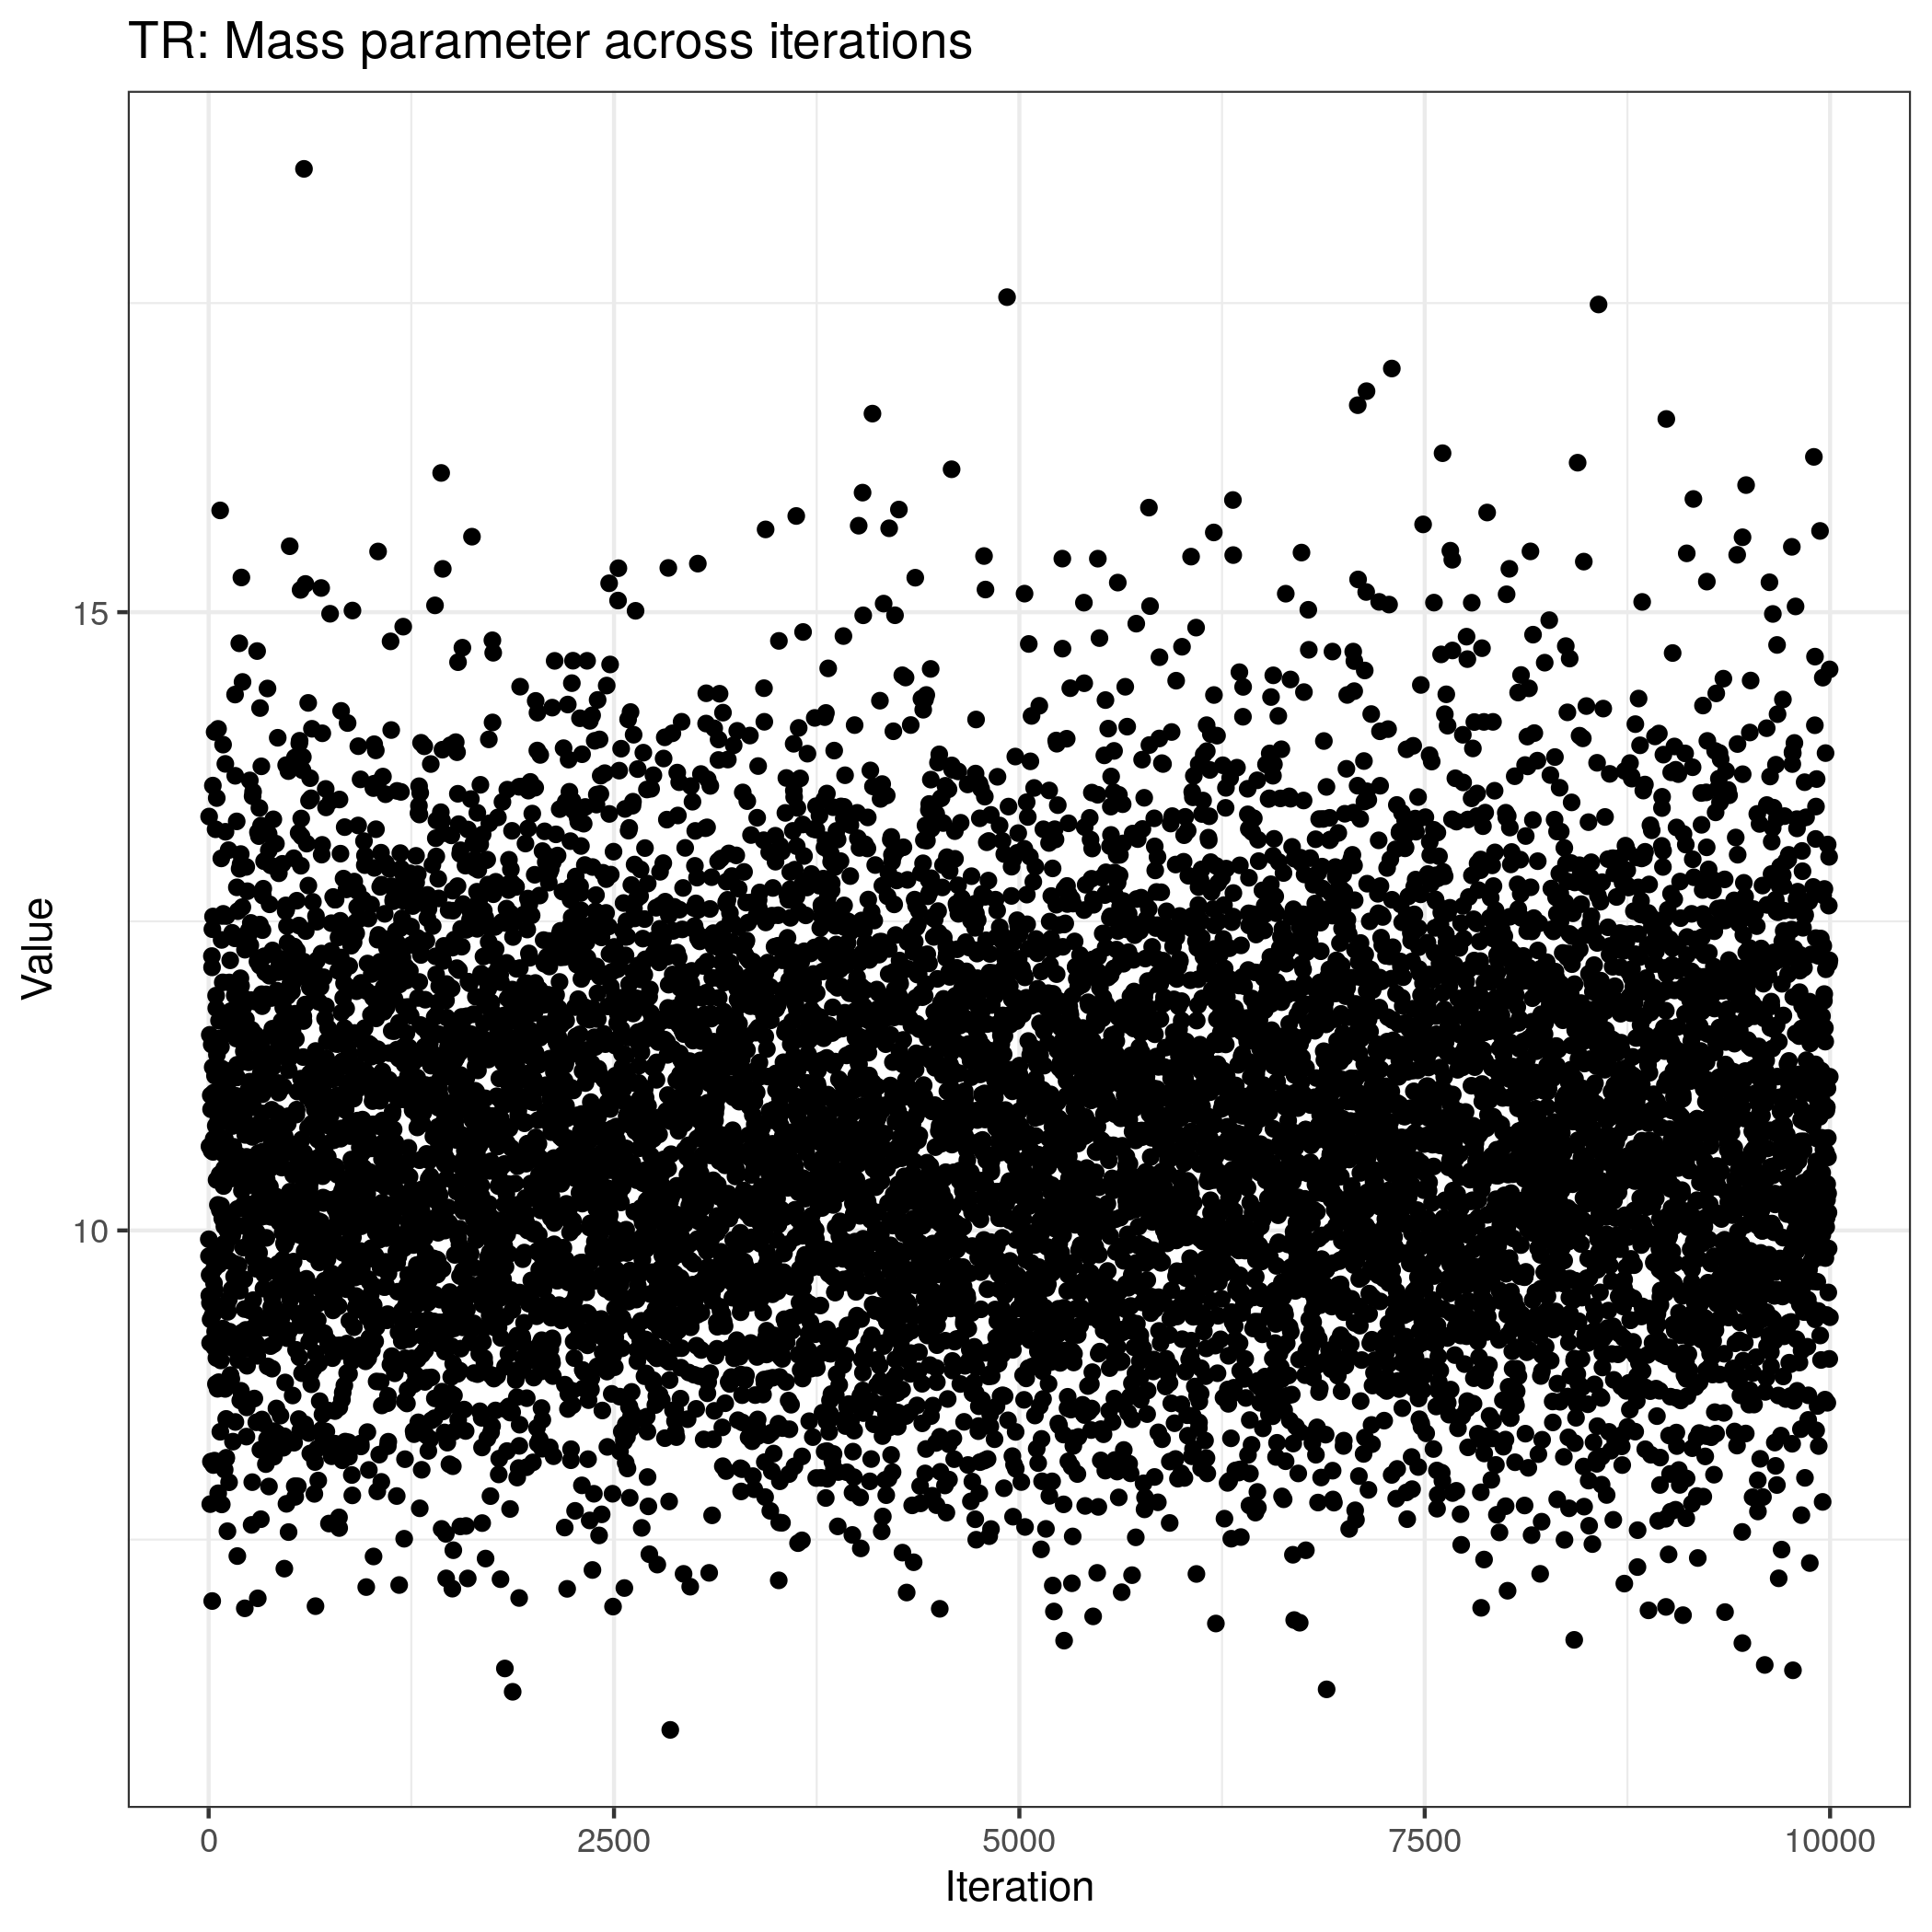 TR: Mass parameter across iterations
Value
15
10
0 2500 5000 7500 10000
Iteration